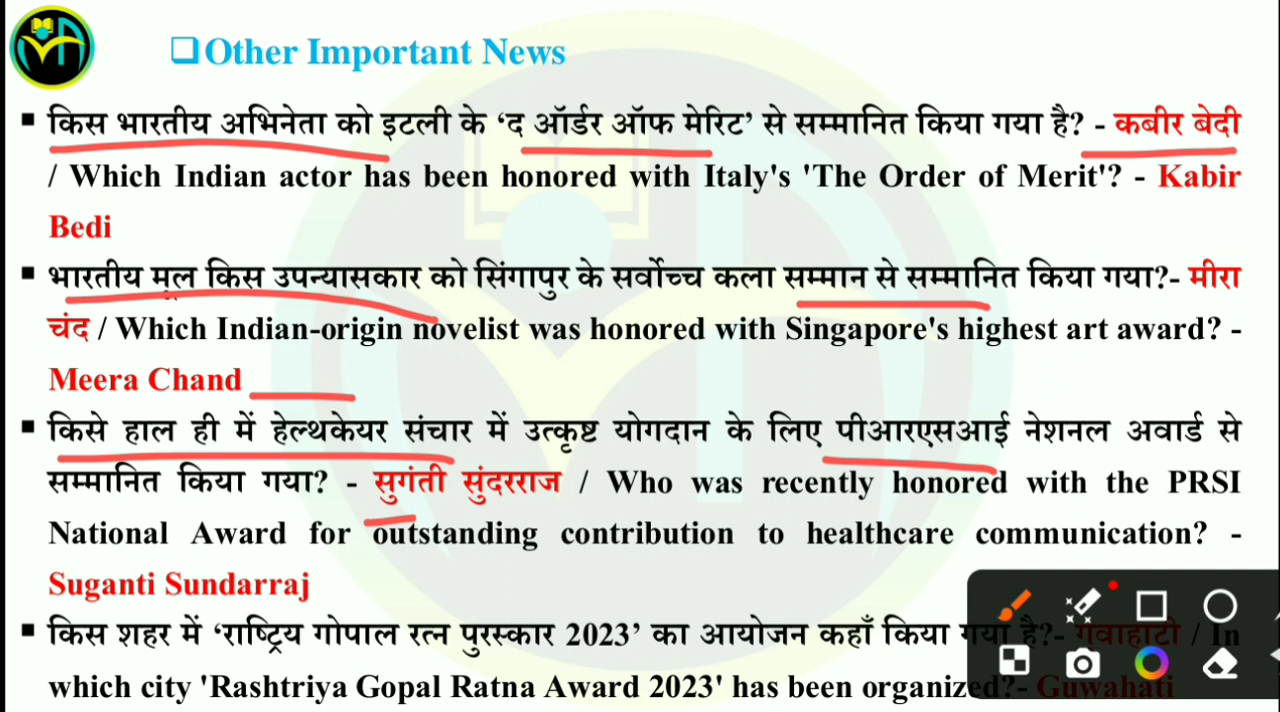 Other Important News
▪ किस भारतीय अभिनेता को इटली के ‘द ऑर्डर ऑफ मेरिट’ से सम्मानित किया गया है? - कबीर बेदी
/ Which Indian actor has been honored with Italy's 'The Order of Merit'? - Kabir
Bedi
▪ भारतीय मूल किस उपन्यासकार को सिंगापुर के सर्वोच्च कला सम्मान से सम्मानित किया गया?- मीरा
चंद / Which Indian-origin novelist was honored with Singapore's highest art award? -
Meera Chand
▪ किसे हाल ही में हेल्थकेयर संचार में उत्कृष्ट योगदान के लिए पीआरएसआई नेशनल अवार्ड से
सम्मानित किया गया? - सुगंती सुंदरराज / Who was recently honored with the PRSI
National Award for outstanding contribution to healthcare communication? -
Suganti Sundarraj
▪ किस शहर में ‘राष्ट्रिय गोपाल रत्न पुरस्कार 2023’ का आयोजन कहाँ किया गया है?- गुवाहाटी / In
which city 'Rashtriya Gopal Ratna Award 2023' has been organized?- Guwahati